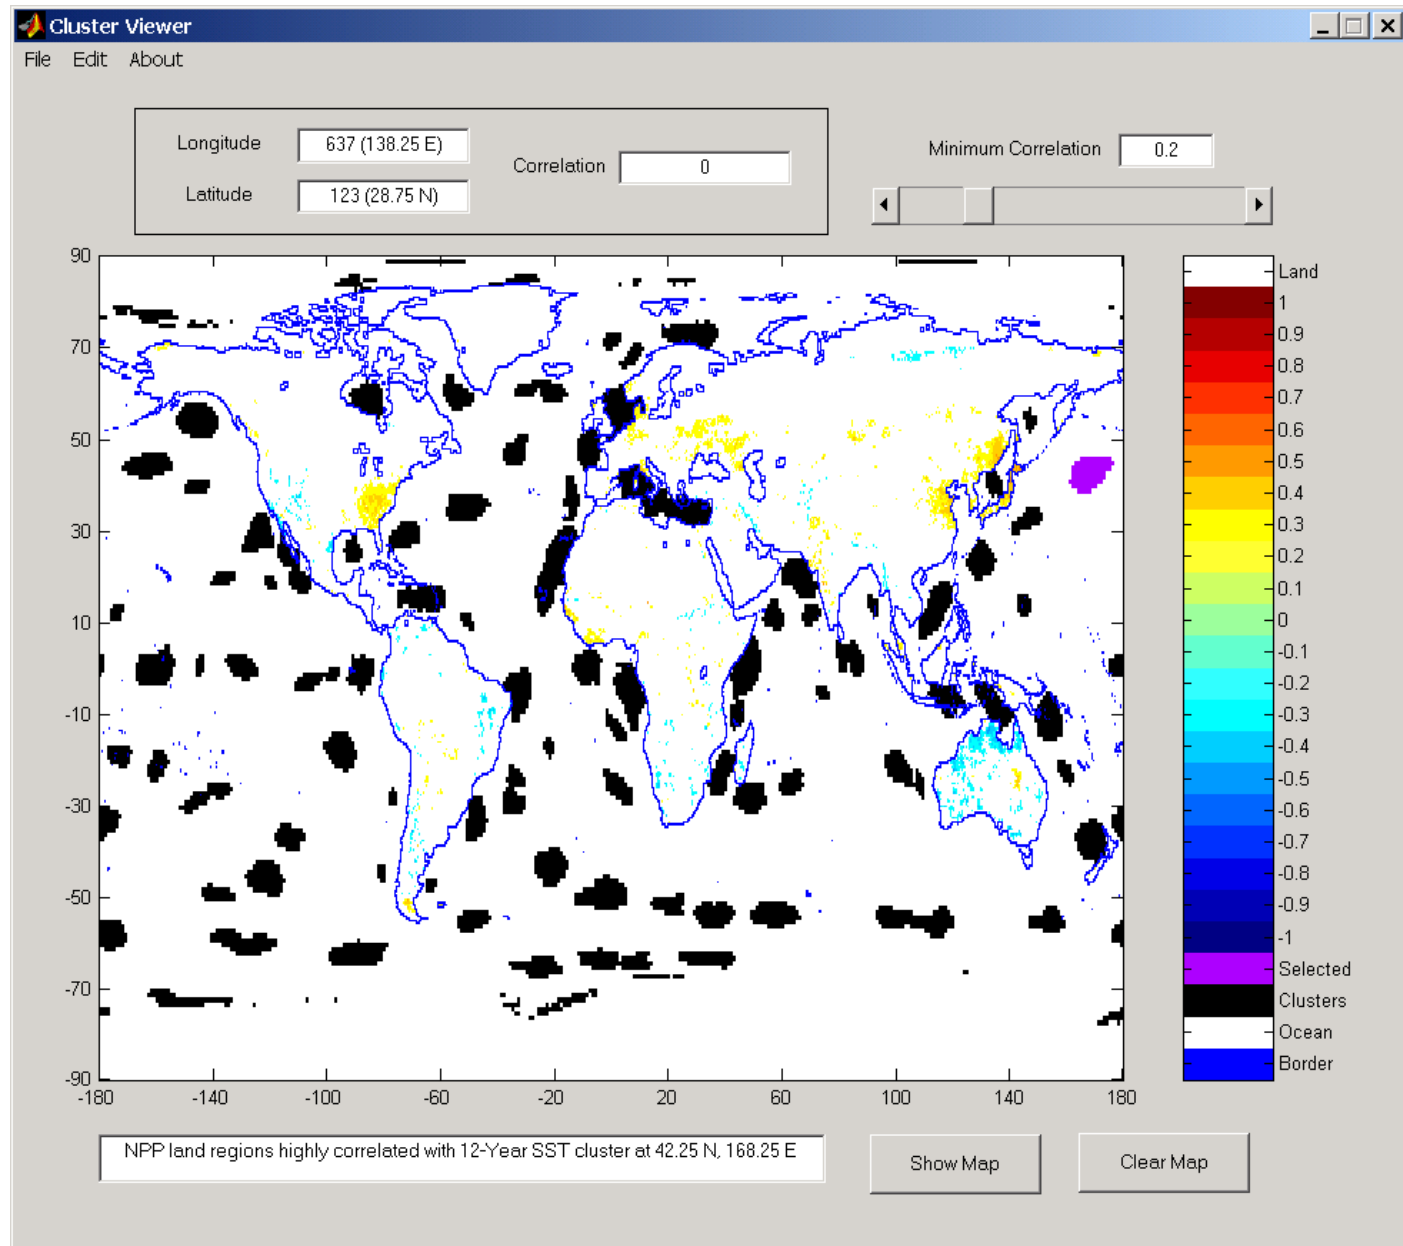 Cluster Viewer
File Edit About
Longitude 637 (138.25 E)
Latitude 123 (28.75 N)
Correlation 0
Minimum Correlation 0.2
90
70
50
30
10
-10
-30
-50
-70
-90
-180 -140 -100 -60 -20 20 60 100 140 180
Land
1
0.9
0.8
0.7
0.6
0.5
0.4
0.3
0.2
0.1
0
-0.1
-0.2
-0.3
-0.4
-0.5
-0.6
-0.7
-0.8
-0.9
-1
Selected
Clusters
Ocean
Border
NPP land regions highly correlated with 12-Year SST cluster at 42.25 N, 168.25 E
Show Map
Clear Map